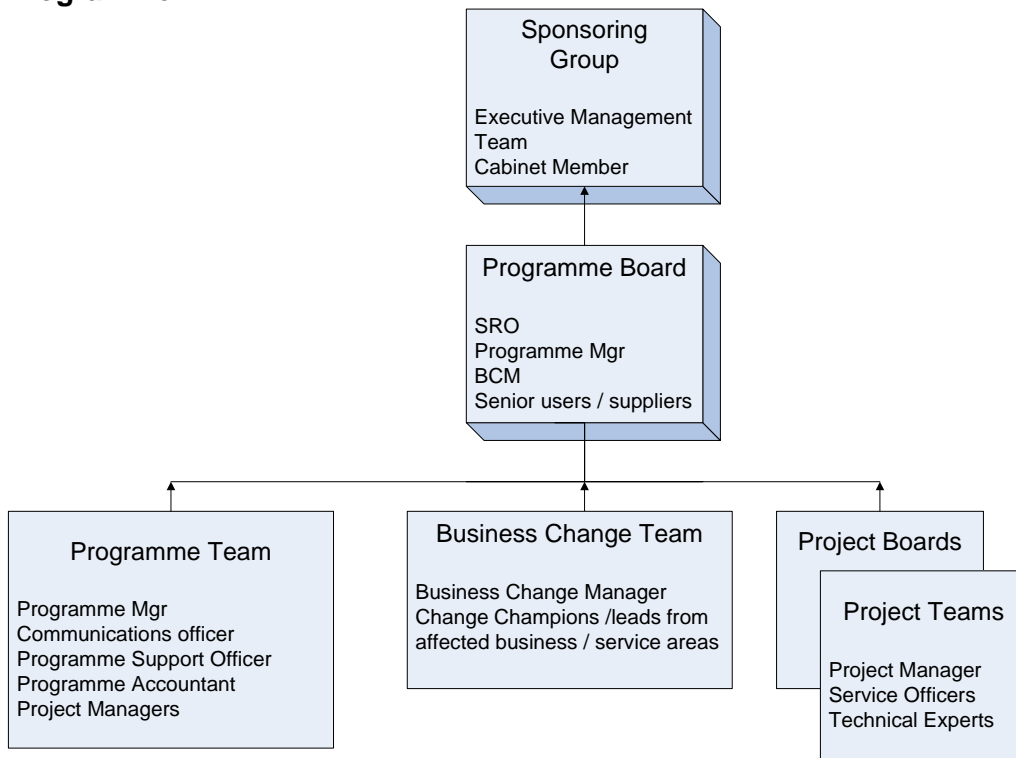 Sponsoring
Group
Executive Management
Team
Cabinet Member
Programme Board
SRO
Programme Mgr
BCM
Senior users / suppliers
Programme Team
Programme Mgr
Communications officer
Programme Support Officer
Programme Accountant
Project Managers
Business Change Team
Business Change Manager
Change Champions /leads from
affected business / service areas
Project Boards
Project Teams
Project Manager
Service Officers
Technical Experts